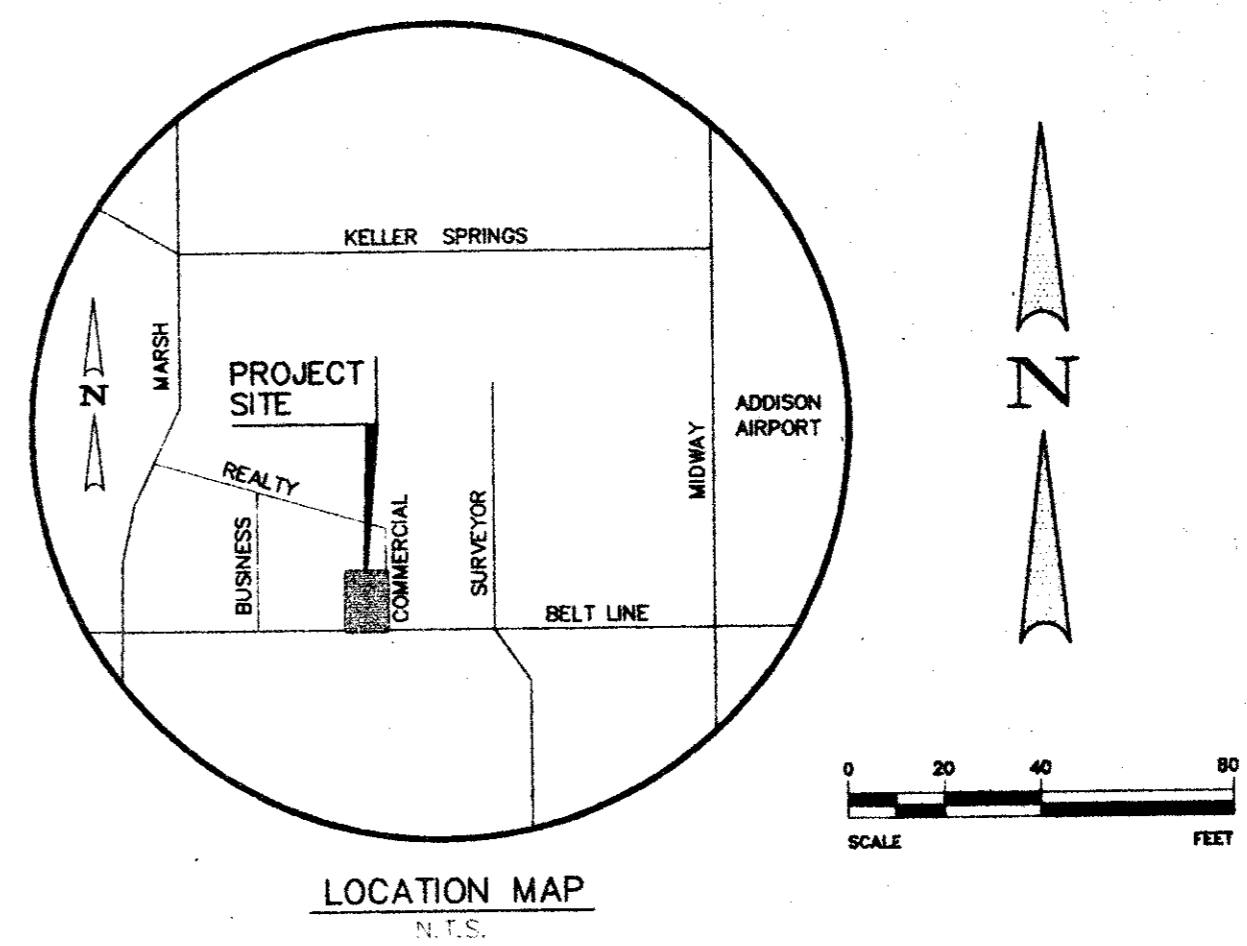 KELLER SPRINGS
MARSH
N
PROJECT
SITE
ADDISON
AIRPORT
MIDWAY
REALTY
BUSINESS
COMMERCIAL
SURVEYOR
BELT LINE
N
0 20 40 80
SCALE FEET
LOCATION MAP
N.T.S.